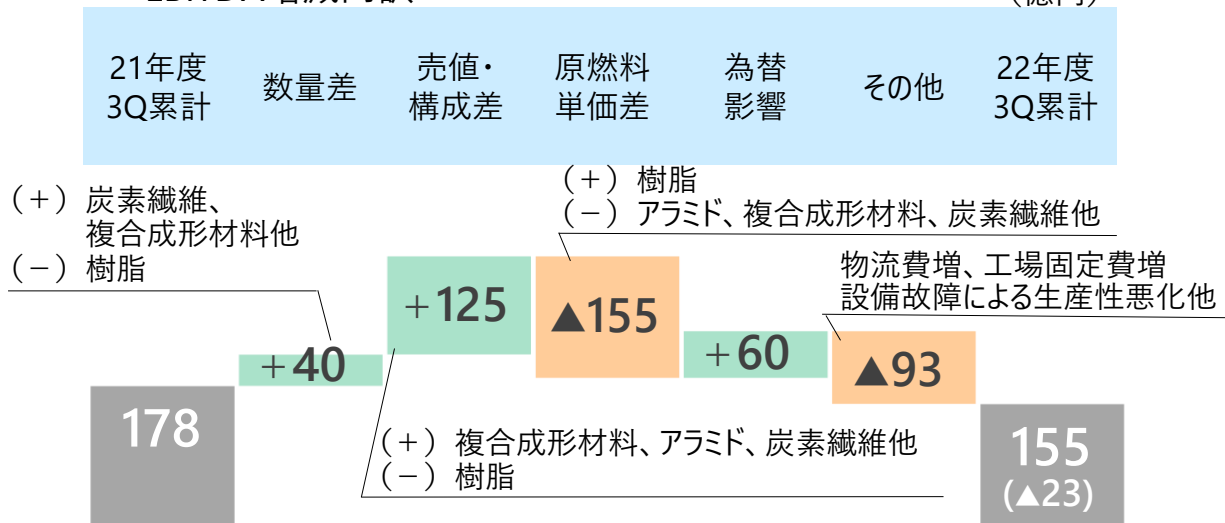 21年度
3Q累計
数量差
売値・
構成差
原燃料
単価差
為替
影響
その他
22年度
3Q累計
（＋）炭素繊維、
複合成形材料他
（－）樹脂
（＋）樹脂
（－）アラミド、複合成形材料、炭素繊維他
物流費増、工場固定費増
設備故障による生産性悪化他
178
＋40
＋125
▲155
＋60
▲93
155
(▲23)
（＋）複合成形材料、アラミド、炭素繊維他
（－）樹脂